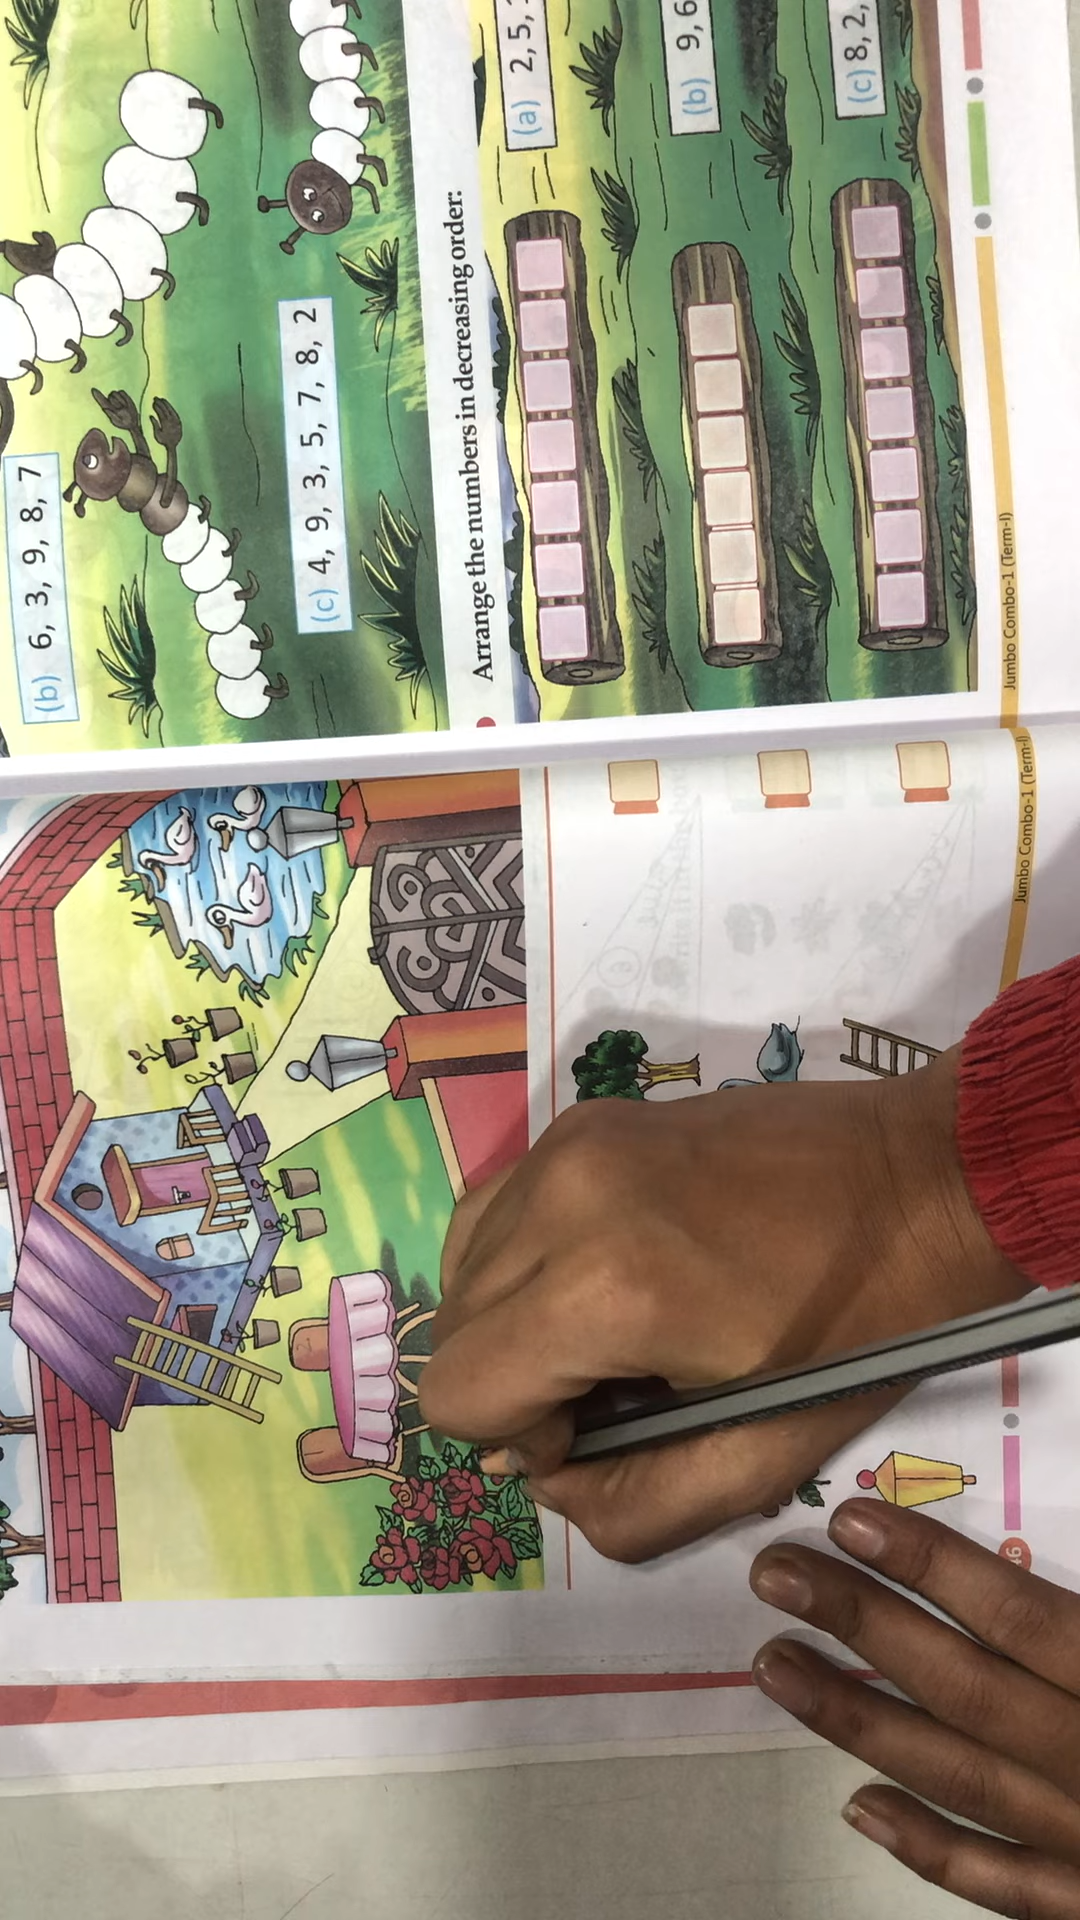 Jumbo Combo-1 (Term-I)
46
(b) 6, 3, 9, 8, 7
(c) 4, 9, 3, 5, 7, 8, 2
Arrange the numbers in decreasing order:
(a) 2, 5,
(b) 9, 6
(c) 8, 2,
Jumbo Combo-1 (Term-I)